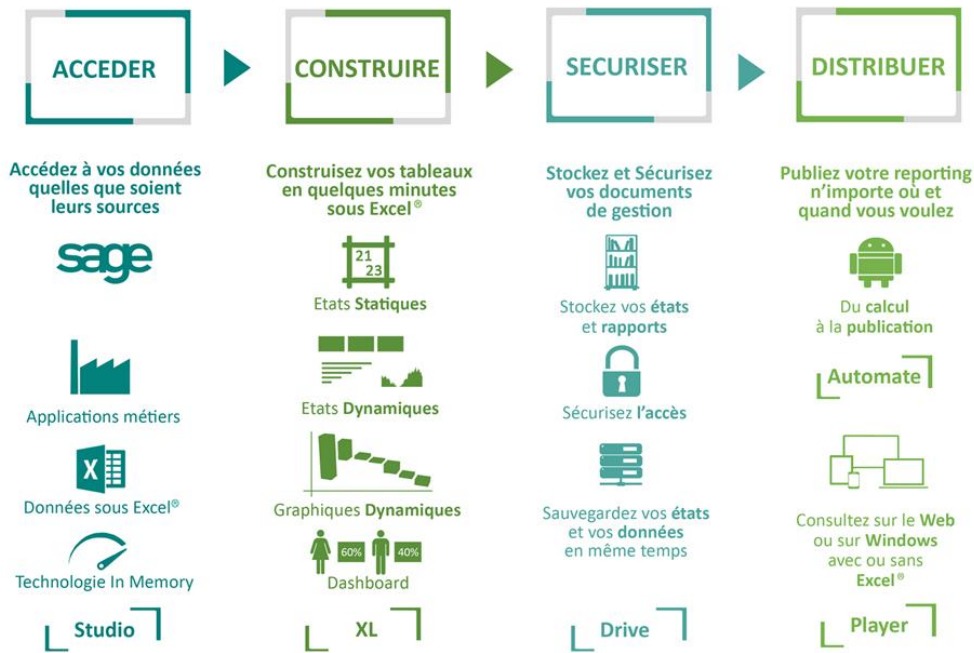 ACCEDER
CONSTRUIRE
SECURISER
DISTRIBUER
Accédez à vos données
quelles que soient
leurs sources
sage
Applications métiers
X
Données sous Excel®
Technologie In Memory
Studio
Construisez vos tableaux
en quelques minutes
sous Excel®
21
23
Etats Statiques
Etats Dynamiques
Graphiques Dynamiques
60% 40%
Dashboard
XL
Stockez et Sécurisez
vos documents
de gestion
Stockez vos états
et rapports
Sécurisez l'accès
Sauvegardez vos états
et vos données
en même temps
Drive
Publiez votre reporting
n'importe où et
quand vous voulez
Du calcul
à la publication
Automate
Consultez sur le Web
ou sur Windows
avec ou sans
Excel®
Player